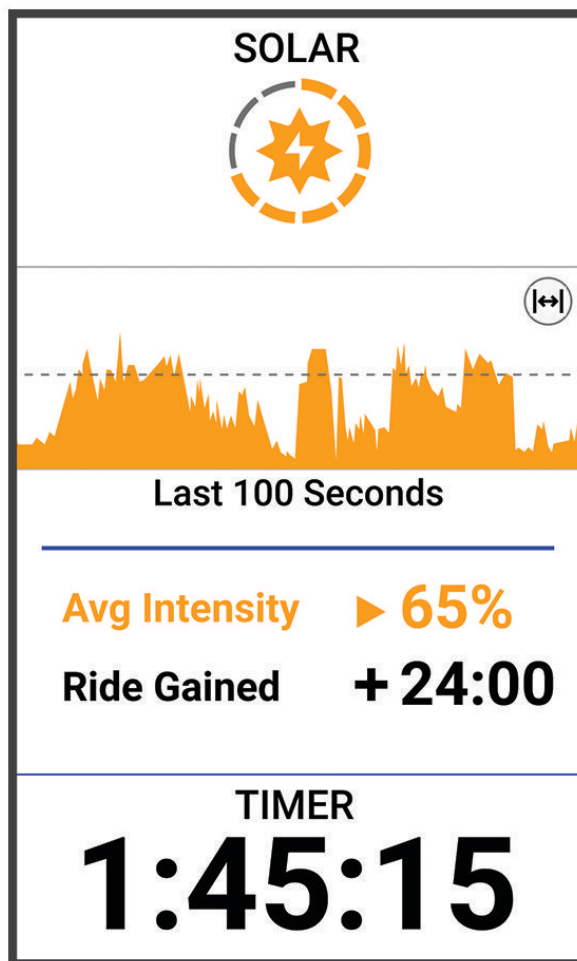 SOLAR
Last 100 Seconds
Avg Intensity 65%
Ride Gained +24:00
TIMER
1:45:15